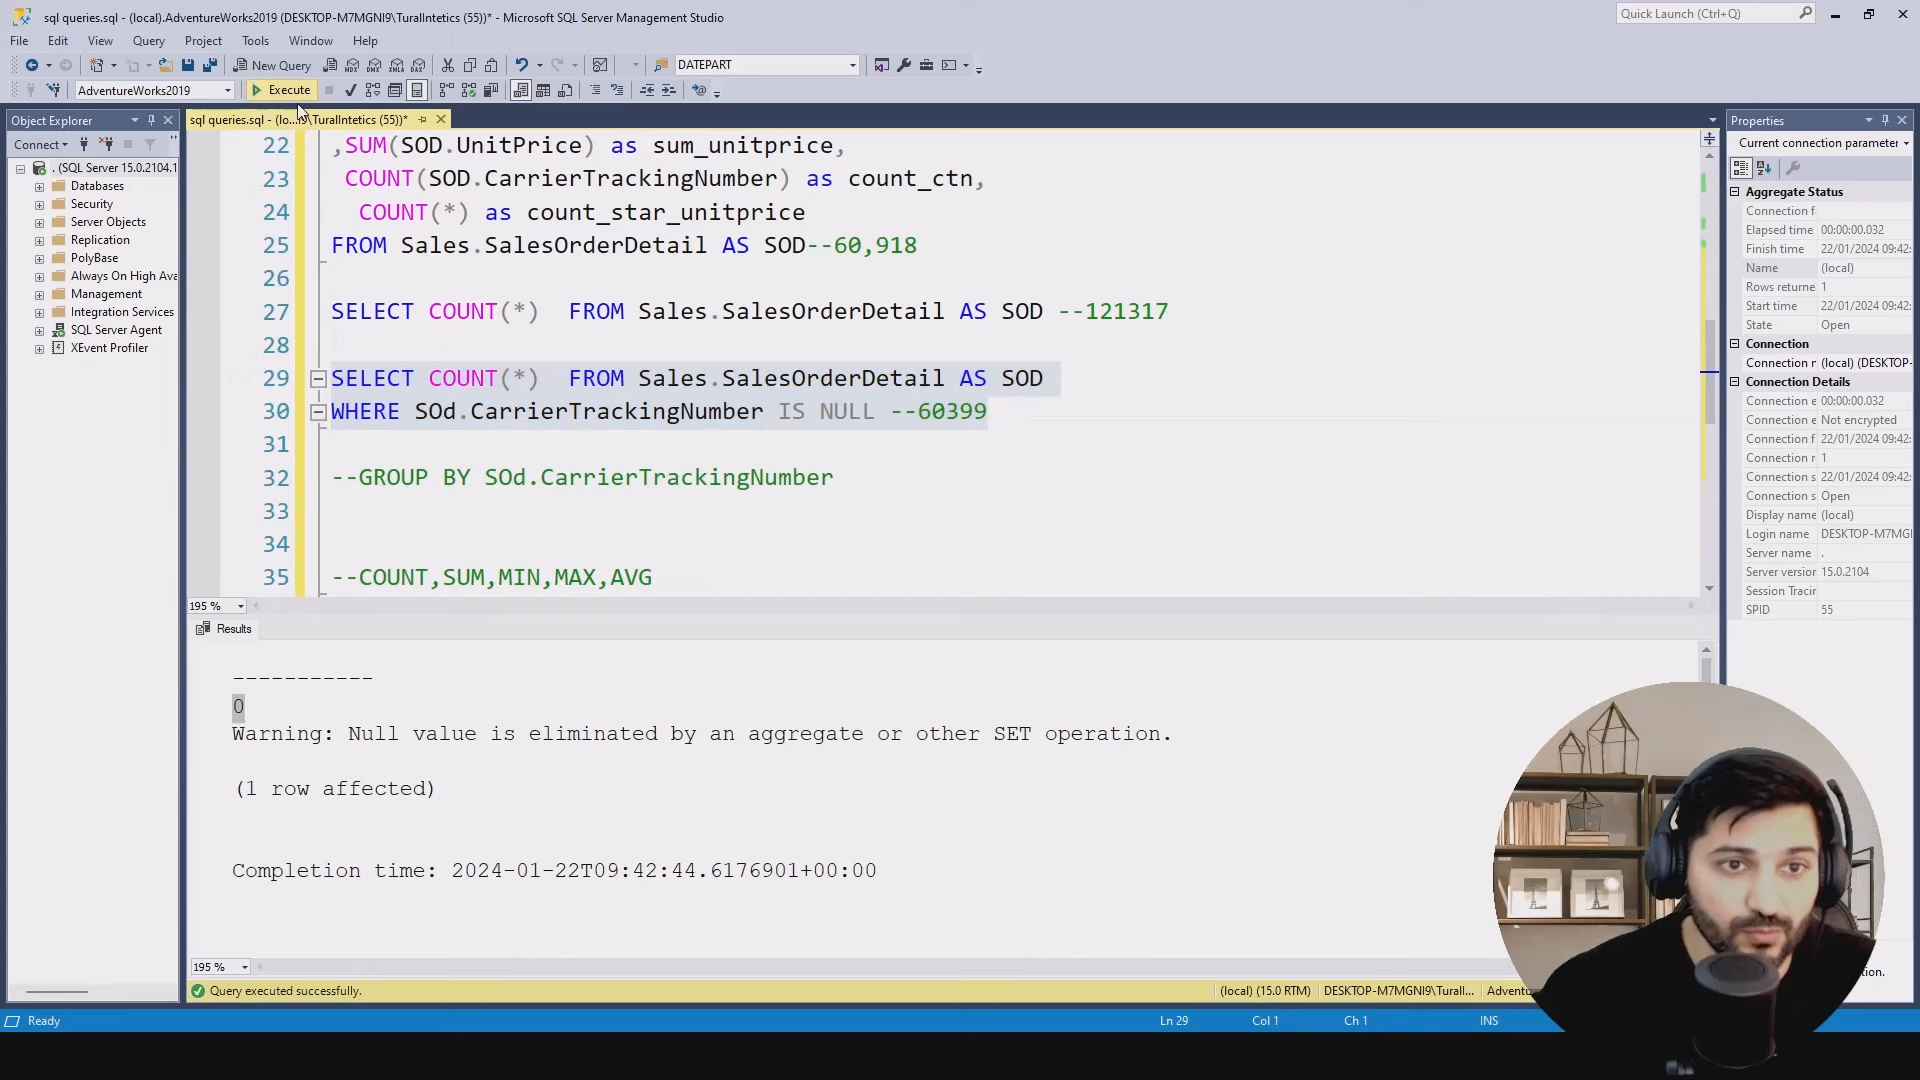 sql queries.sql - (local).AdventureWorks2019 (DESKTOP-M7MGNI9\TuralIntetics (55))* - Microsoft SQL Server Management Studio
Quick Launch (Ctrl+Q)
File Edit View Query Project Tools Window Help
New Query
DATEPART
AdventureWorks2019
Execute
Object Explorer
Connect
. (SQL Server 15.0.2104.1
Databases
Security
Server Objects
Replication
PolyBase
Always On High Ava
Management
Integration Services
SQL Server Agent
XEvent Profiler
sql queries.sql - (lo...\TuralIntetics (55))*
22 ,SUM(SOD.UnitPrice) as sum_unitprice,
23 COUNT(SOD.CarrierTrackingNumber) as count_ctn,
24 COUNT(*) as count_star_unitprice
25 FROM Sales.SalesOrderDetail AS SOD--60,918
26
27 SELECT COUNT(*) FROM Sales.SalesOrderDetail AS SOD --121317
28
29 SELECT COUNT(*) FROM Sales.SalesOrderDetail AS SOD
30 WHERE SOd.CarrierTrackingNumber IS NULL --60399
31
32 --GROUP BY SOd.CarrierTrackingNumber
33
34
35 --COUNT,SUM,MIN,MAX,AVG
195 %
Results
-----------
0
Warning: Null value is eliminated by an aggregate or other SET operation.
(1 row affected)
Completion time: 2024-01-22T09:42:44.6176901+00:00
195 %
Query executed successfully.
(local) (15.0 RTM)
DESKTOP-M7MGNI9\Turall...
Adventu
Properties
Current connection parameter
Aggregate Status
Connection f
Elapsed time 00:00:00.032
Finish time 22/01/2024 09:42:
Name (local)
Rows returne 1
Start time 22/01/2024 09:42:
State Open
Connection
Connection n (local) (DESKTOP-
Connection Details
Connection e 00:00:00.032
Connection e Not encrypted
Connection f 22/01/2024 09:42:
Connection r 1
Connection s 22/01/2024 09:42:
Connection s Open
Display name (local)
Login name DESKTOP-M7MGI
Server name .
Server version 15.0.2104
Session Tracin
SPID 55
Ready
Ln 29
Col 1
Ch 1
INS